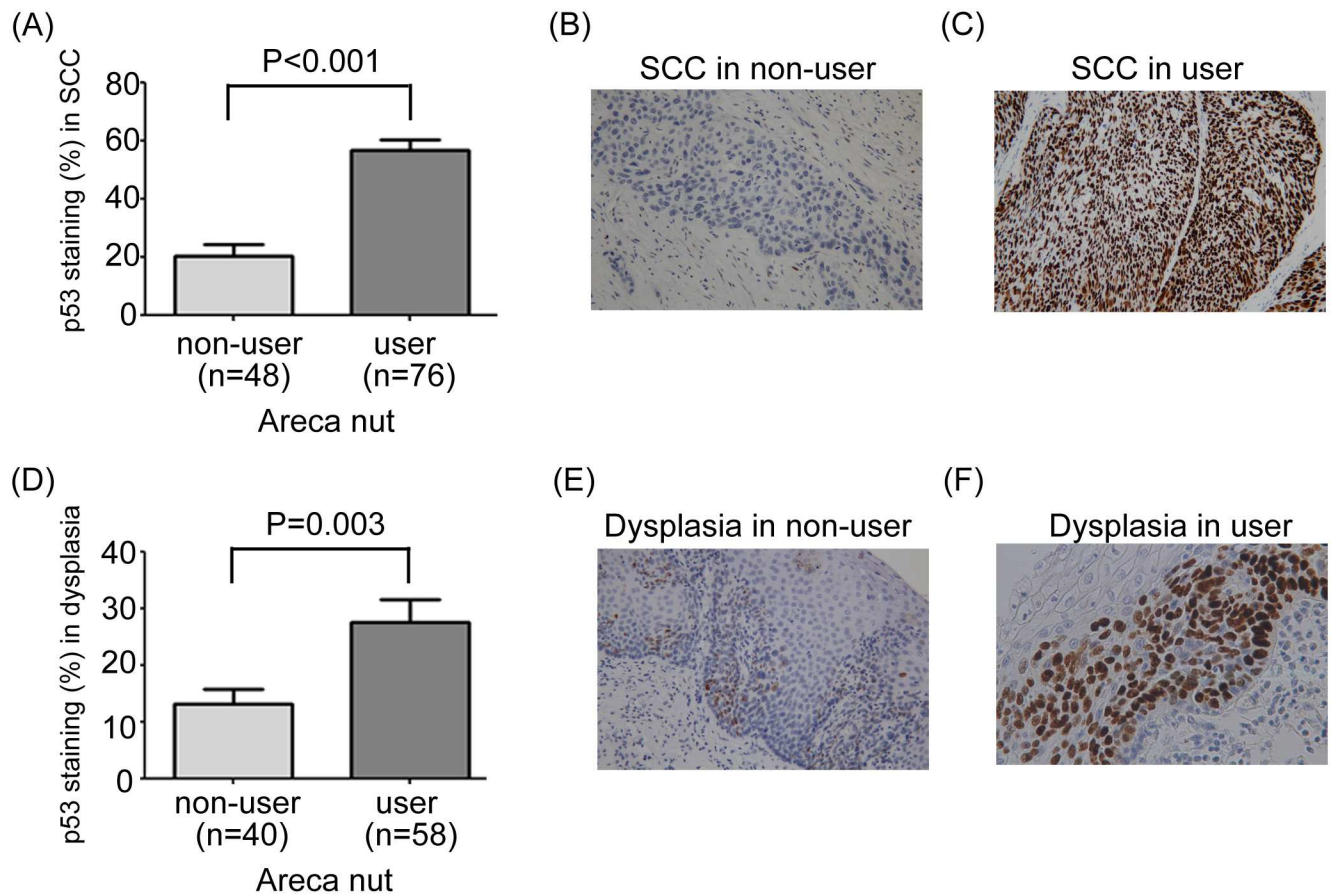 (A)
P<0.001
p53 staining (%) in SCC
80
60
40
20
0
non-user
(n=48)
user
(n=76)
Areca nut
(B)
SCC in non-user
(C)
SCC in user
(D)
P=0.003
p53 staining (%) in dysplasia
40
30
20
10
0
non-user
(n=40)
user
(n=58)
Areca nut
(E)
Dysplasia in non-user
(F)
Dysplasia in user